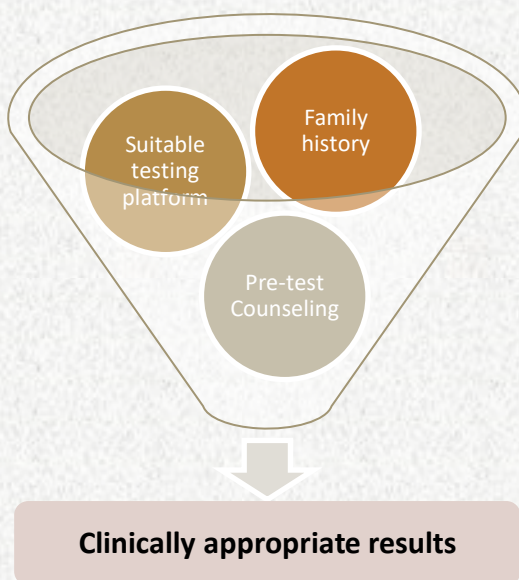 Family
history
Suitable
testing
platform
Pre-test
Counseling
Clinically appropriate results